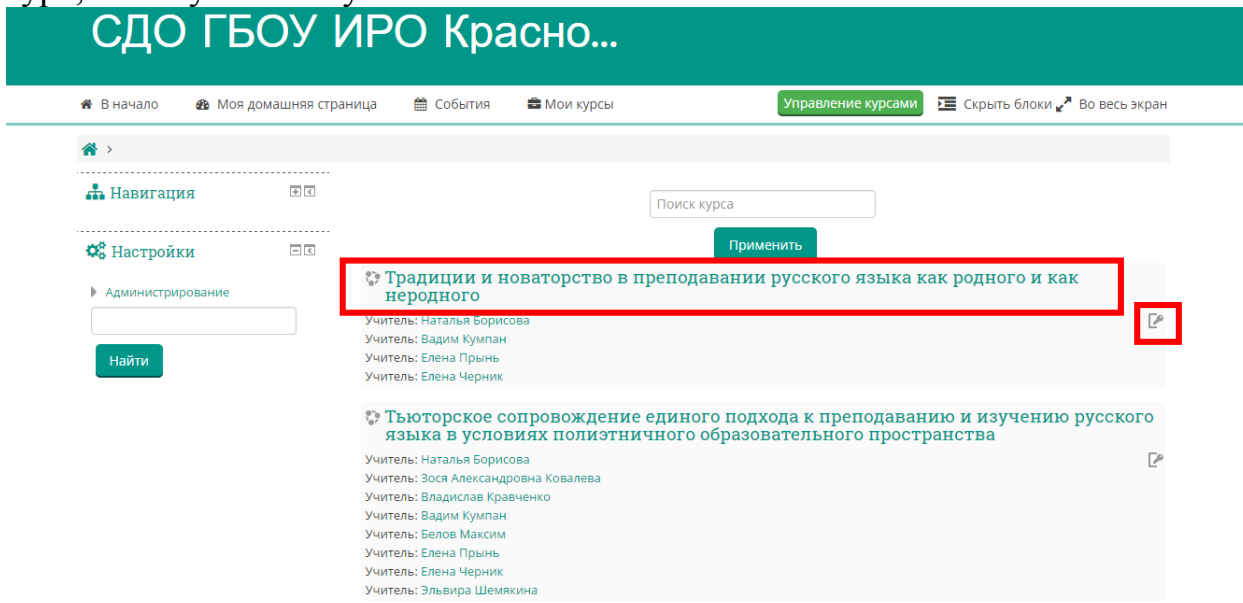 СДО ГБОУ ИРО Красно...
В начало Моя домашняя страница События Мои курсы Управление курсами Скрыть блоки Во весь экран
Навигация
Поиск курса
Применить
Настройки
Администрирование
Найти
Традиции и новаторство в преподавании русского языка как родного и как
неродного
Учитель: Наталья Борисова
Учитель: Вадим Кумпан
Учитель: Елена Прынь
Учитель: Елена Черник
Тьюторское сопровождение единого подхода к преподаванию и изучению русского
языка в условиях полиэтничного образовательного пространства
Учитель: Наталья Борисова
Учитель: Зося Александровна Ковалева
Учитель: Владислав Кравченко
Учитель: Вадим Кумпан
Учитель: Белов Максим
Учитель: Елена Прынь
Учитель: Елена Черник
Учитель: Эльвира Шемякина